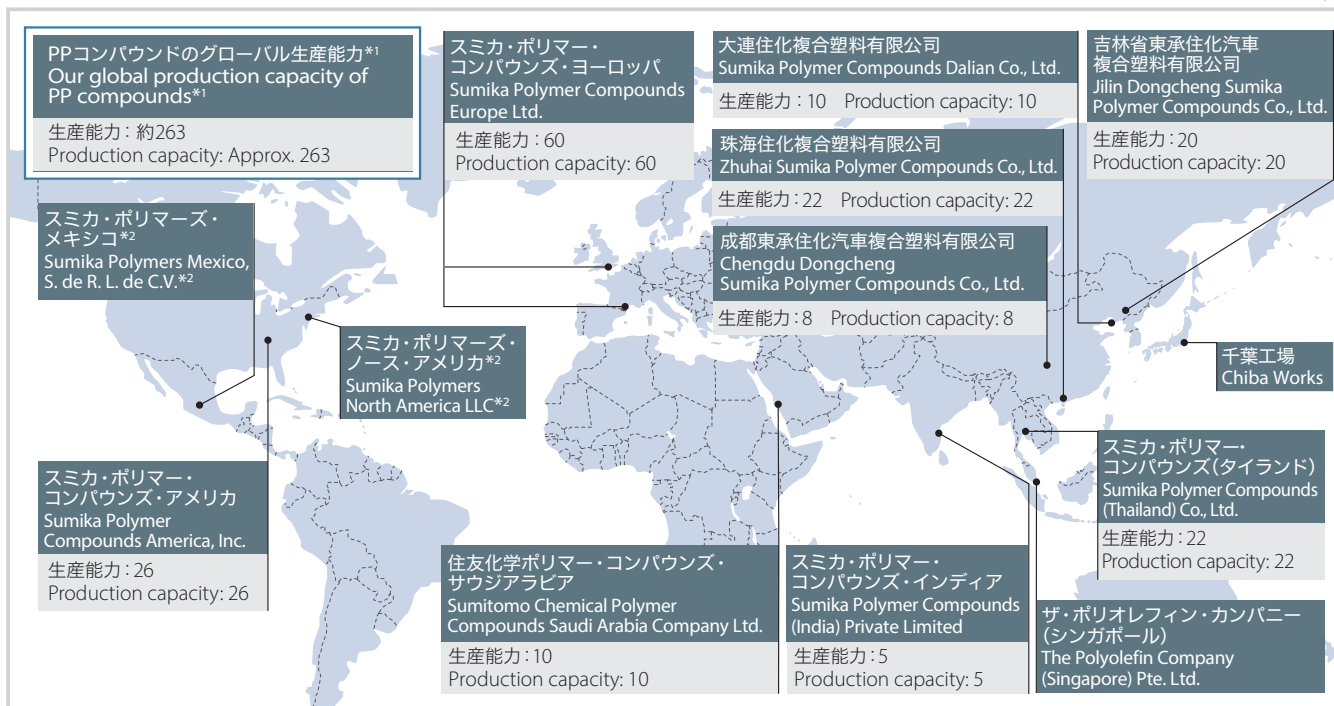 PPコンパウンドのグローバル生産能力*1
Our global production capacity of
PP compounds*1
生産能力：約263
Production capacity: Approx. 263
スミカ・ポリマー・
コンパウンズ・ヨーロッパ
Sumika Polymer Compounds
Europe Ltd.
生産能力：60
Production capacity: 60
大連住化複合塑料有限公司
Sumika Polymer Compounds Dalian Co., Ltd.
生産能力：10 Production capacity: 10
吉林省東承住化汽車
複合塑料有限公司
Jilin Dongcheng Sumika
Polymer Compounds Co., Ltd.
生産能力：20
Production capacity: 20
珠海住化複合塑料有限公司
Zhuhai Sumika Polymer Compounds Co., Ltd.
生産能力：22 Production capacity: 22
成都東承住化汽車複合塑料有限公司
Chengdu Dongcheng
Sumika Polymer Compounds Co., Ltd.
生産能力：8 Production capacity: 8
スミカ・ポリマーズ・
メキシコ*2
Sumika Polymers Mexico,
S. de R. L. de C.V.*2
スミカ・ポリマーズ・
ノース・アメリカ*2
Sumika Polymers
North America LLC*2
千葉工場
Chiba Works
スミカ・ポリマー・
コンパウンズ・アメリカ
Sumika Polymer
Compounds America, Inc.
生産能力：26
Production capacity: 26
住友化学ポリマー・コンパウンズ・
サウジアラビア
Sumitomo Chemical Polymer
Compounds Saudi Arabia Company Ltd.
生産能力：10
Production capacity: 10
スミカ・ポリマー・
コンパウンズ・インディア
Sumika Polymer Compounds
(India) Private Limited
生産能力：5
Production capacity: 5
スミカ・ポリマー・
コンパウンズ（タイランド）
Sumika Polymer Compounds
(Thailand) Co., Ltd.
生産能力：22
Production capacity: 22
ザ・ポリオレフィン・カンパニー
（シンガポール）
The Polyolefin Company
(Singapore) Pte. Ltd.